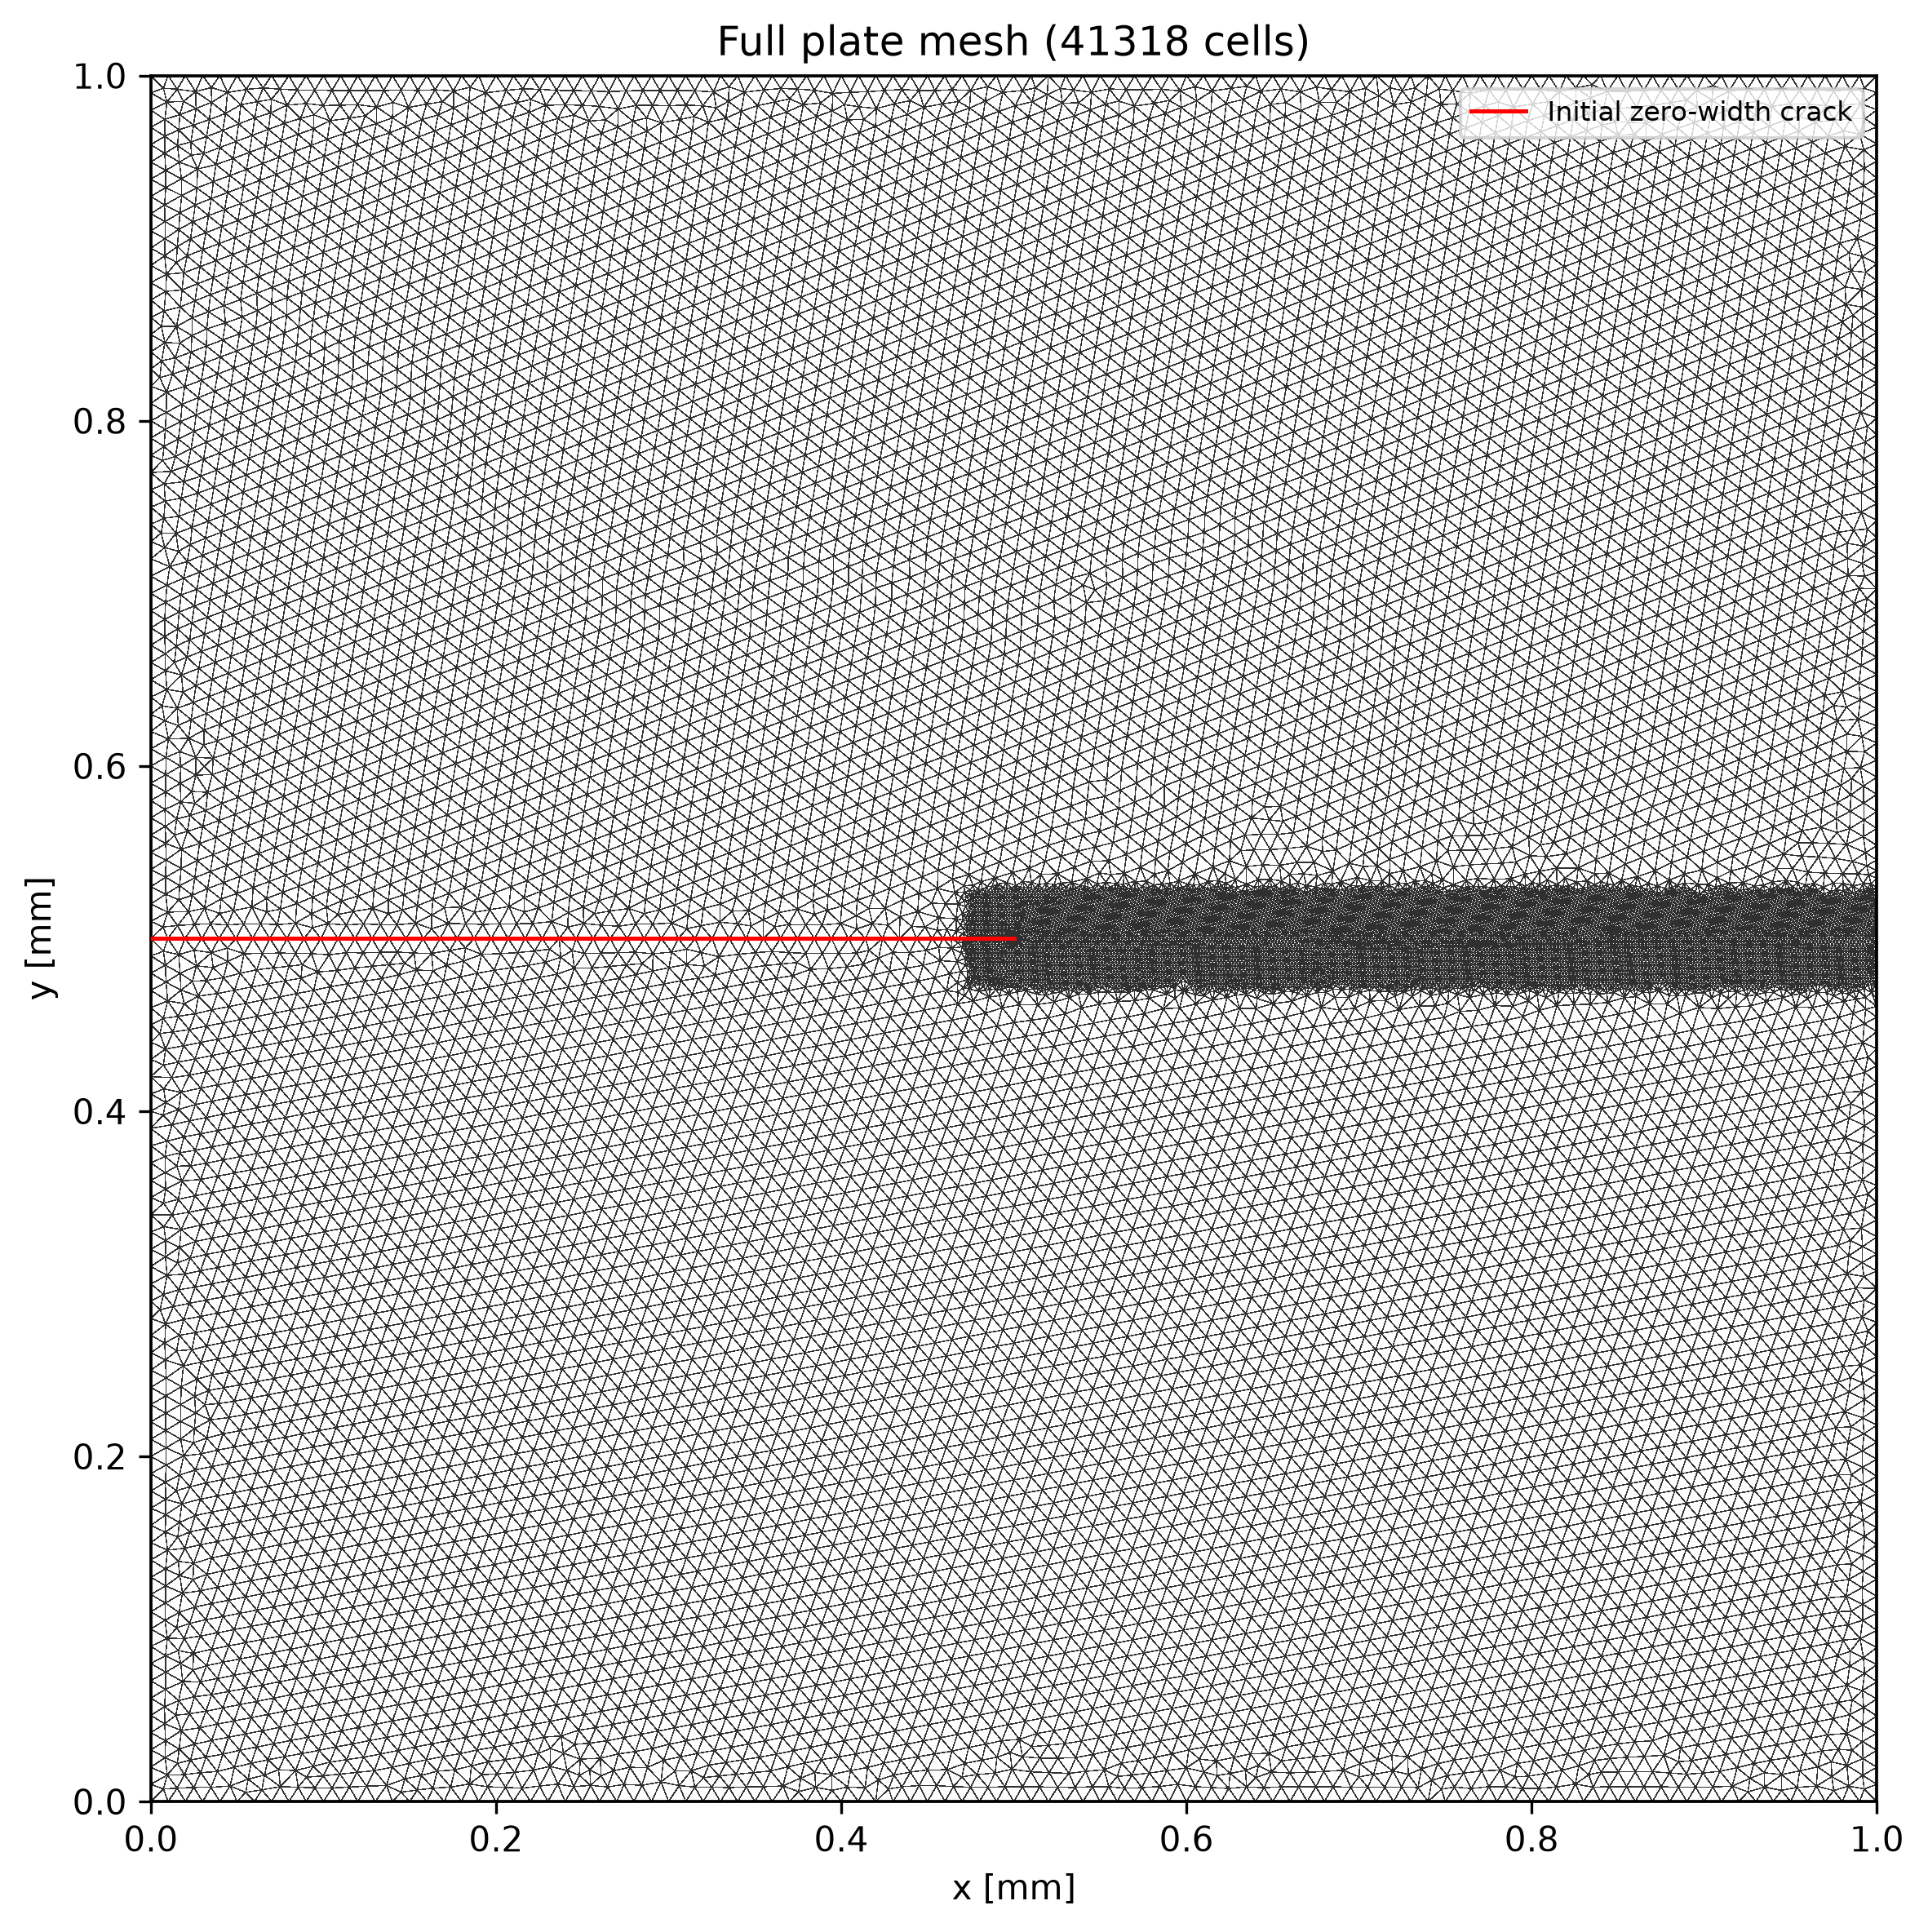 Full plate mesh (41318 cells)
Initial zero-width crack
1.0
0.8
0.6
0.4
0.2
0.0
y [mm]
0.0 0.2 0.4 0.6 0.8 1.0
x [mm]